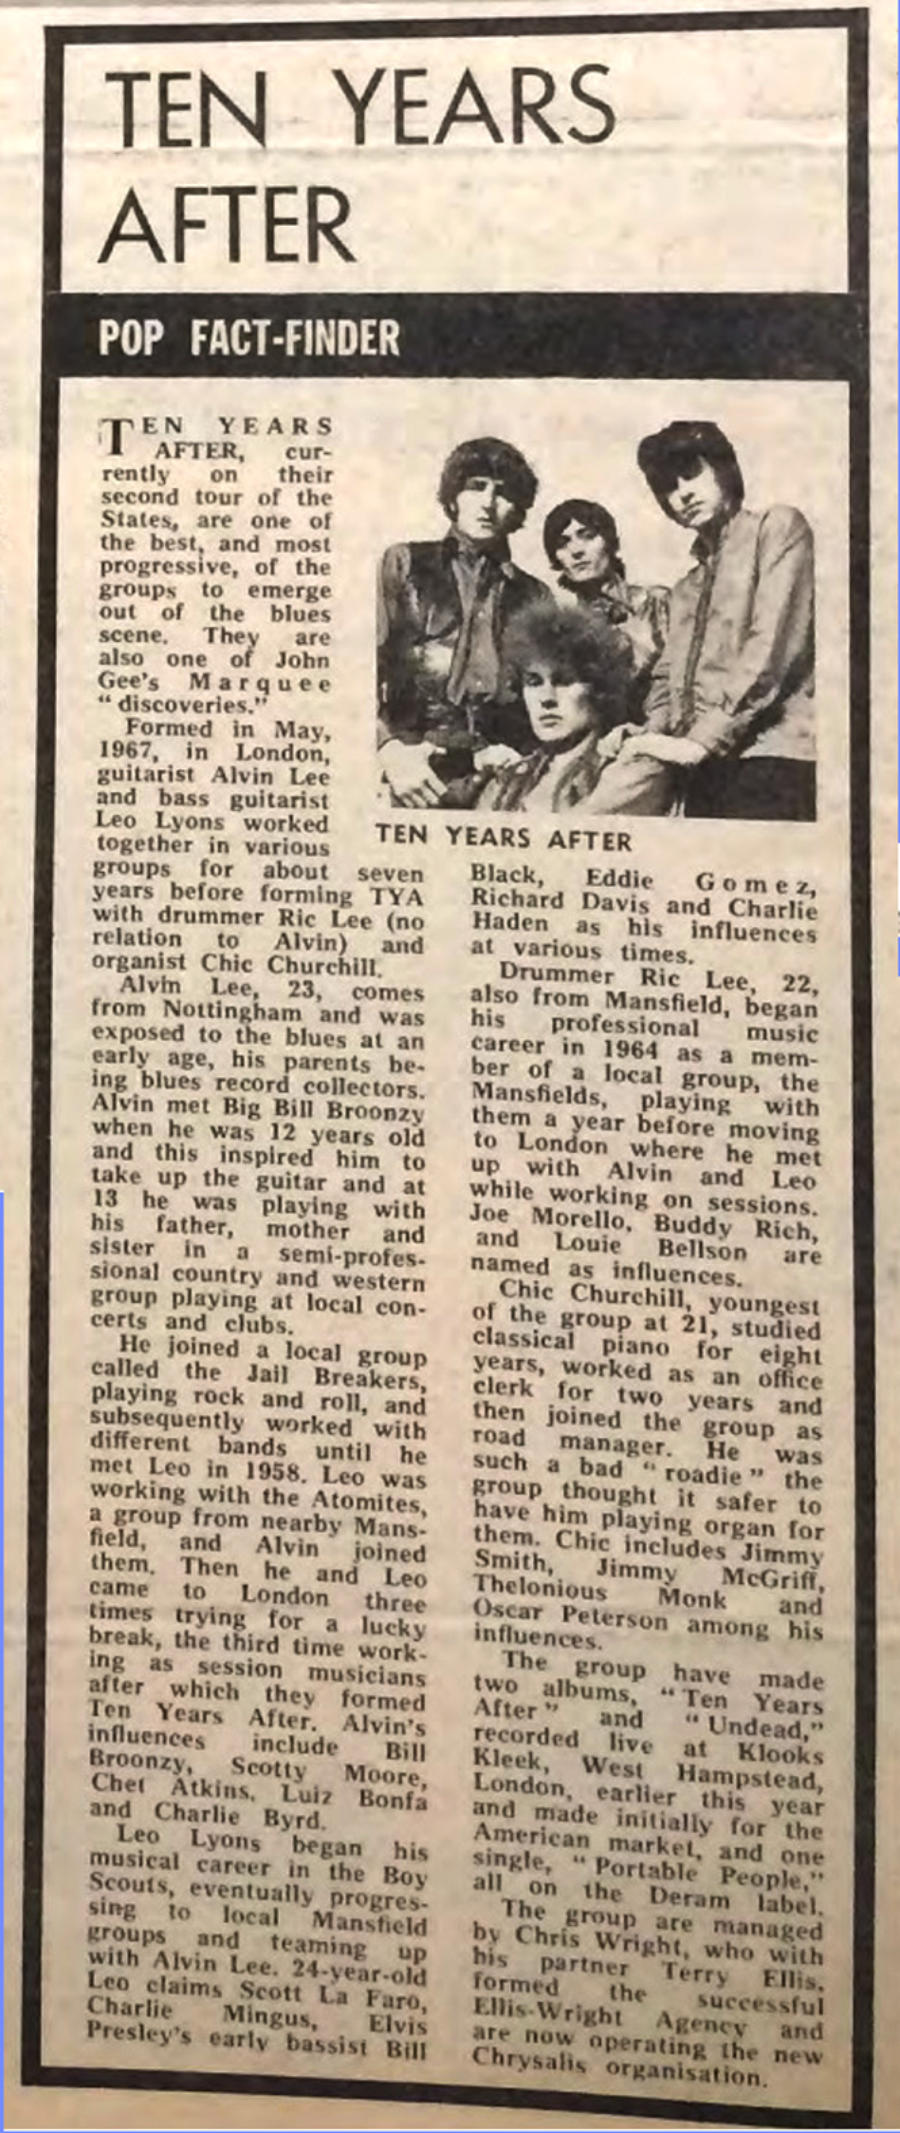 TEN YEARS
AFTER
POP FACT-FINDER
TEN YEARS
AFTER, cur-
rently on their
second tour of the
States, are one of
the best, and most
progressive, of the
groups to emerge
out of the blues
scene. They are
also one of John
Gee's Marquee
"discoveries."
Formed in May,
1967, in London,
guitarist Alvin Lee
and bass guitarist
Leo Lyons worked
together in various
groups for about seven
years before forming TYA
with drummer Ric Lee (no
relation to Alvin) and
organist Chic Churchill.
Alvin Lee, 23, comes
from Nottingham and was
exposed to the blues at an
early age, his parents be-
ing blues record collectors.
Alvin met Big Bill Broonzy
when he was 12 years old
and this inspired him to
take up the guitar and at
13 he was playing with
his father, mother and
sister in a semi-profes-
sional country and western
group playing at local con-
certs and clubs.
He joined a local group
called the Jail Breakers,
playing rock and roll, and
subsequently worked with
different bands until he
met Leo in 1958. Leo was
working with the Atomites,
a group from nearby Mans-
field, and Alvin joined
them. Then he and Leo
came to London three
times trying for a lucky
break, the third time work-
ing as session musicians
after which they formed
Ten Years After. Alvin's
influences include Bill
Broonzy, Scotty Moore,
Chet Atkins, Luiz Bonfa
and Charlie Byrd.
Leo Lyons began his
musical career in the Boy
Scouts, eventually progres-
sing to local Mansfield
groups and teaming up
with Alvin Lee. 24-year-old
Leo claims Scott La Faro,
Charlie Mingus, Elvis
Presley's early bassist Bill
TEN YEARS AFTER
Black, Eddie Gomez,
Richard Davis and Charlie
Haden as his influences
at various times.
Drummer Ric Lee, 22,
also from Mansfield, began
his professional music
career in 1964 as a mem-
ber of a local group, the
Mansfields, playing with
them a year before moving
to London where he met
up with Alvin and Leo
while working on sessions.
Joe Morello, Buddy Rich,
and Louie Bellson are
named as influences.
Chic Churchill, youngest
of the group at 21, studied
classical piano for eight
years, worked as an office
clerk for two years and
then joined the group as
road manager. He was
such a bad "roadie" the
group thought it safer to
have him playing organ for
them. Chic includes Jimmy
Smith, Jimmy McGriff,
Thelonious Monk and
Oscar Peterson among his
influences.
The group have made
two albums, "Ten Years
After" and "Undead,"
recorded live at Klooks
Kleek, West Hampstead,
London, earlier this year
and made initially for the
American market, and one
single, "Portable People,"
all on the Deram label.
The group are managed
by Chris Wright, who with
his partner Terry Ellis,
formed the successful
Ellis-Wright Agency and
are now operating the new
Chrysalis organisation.